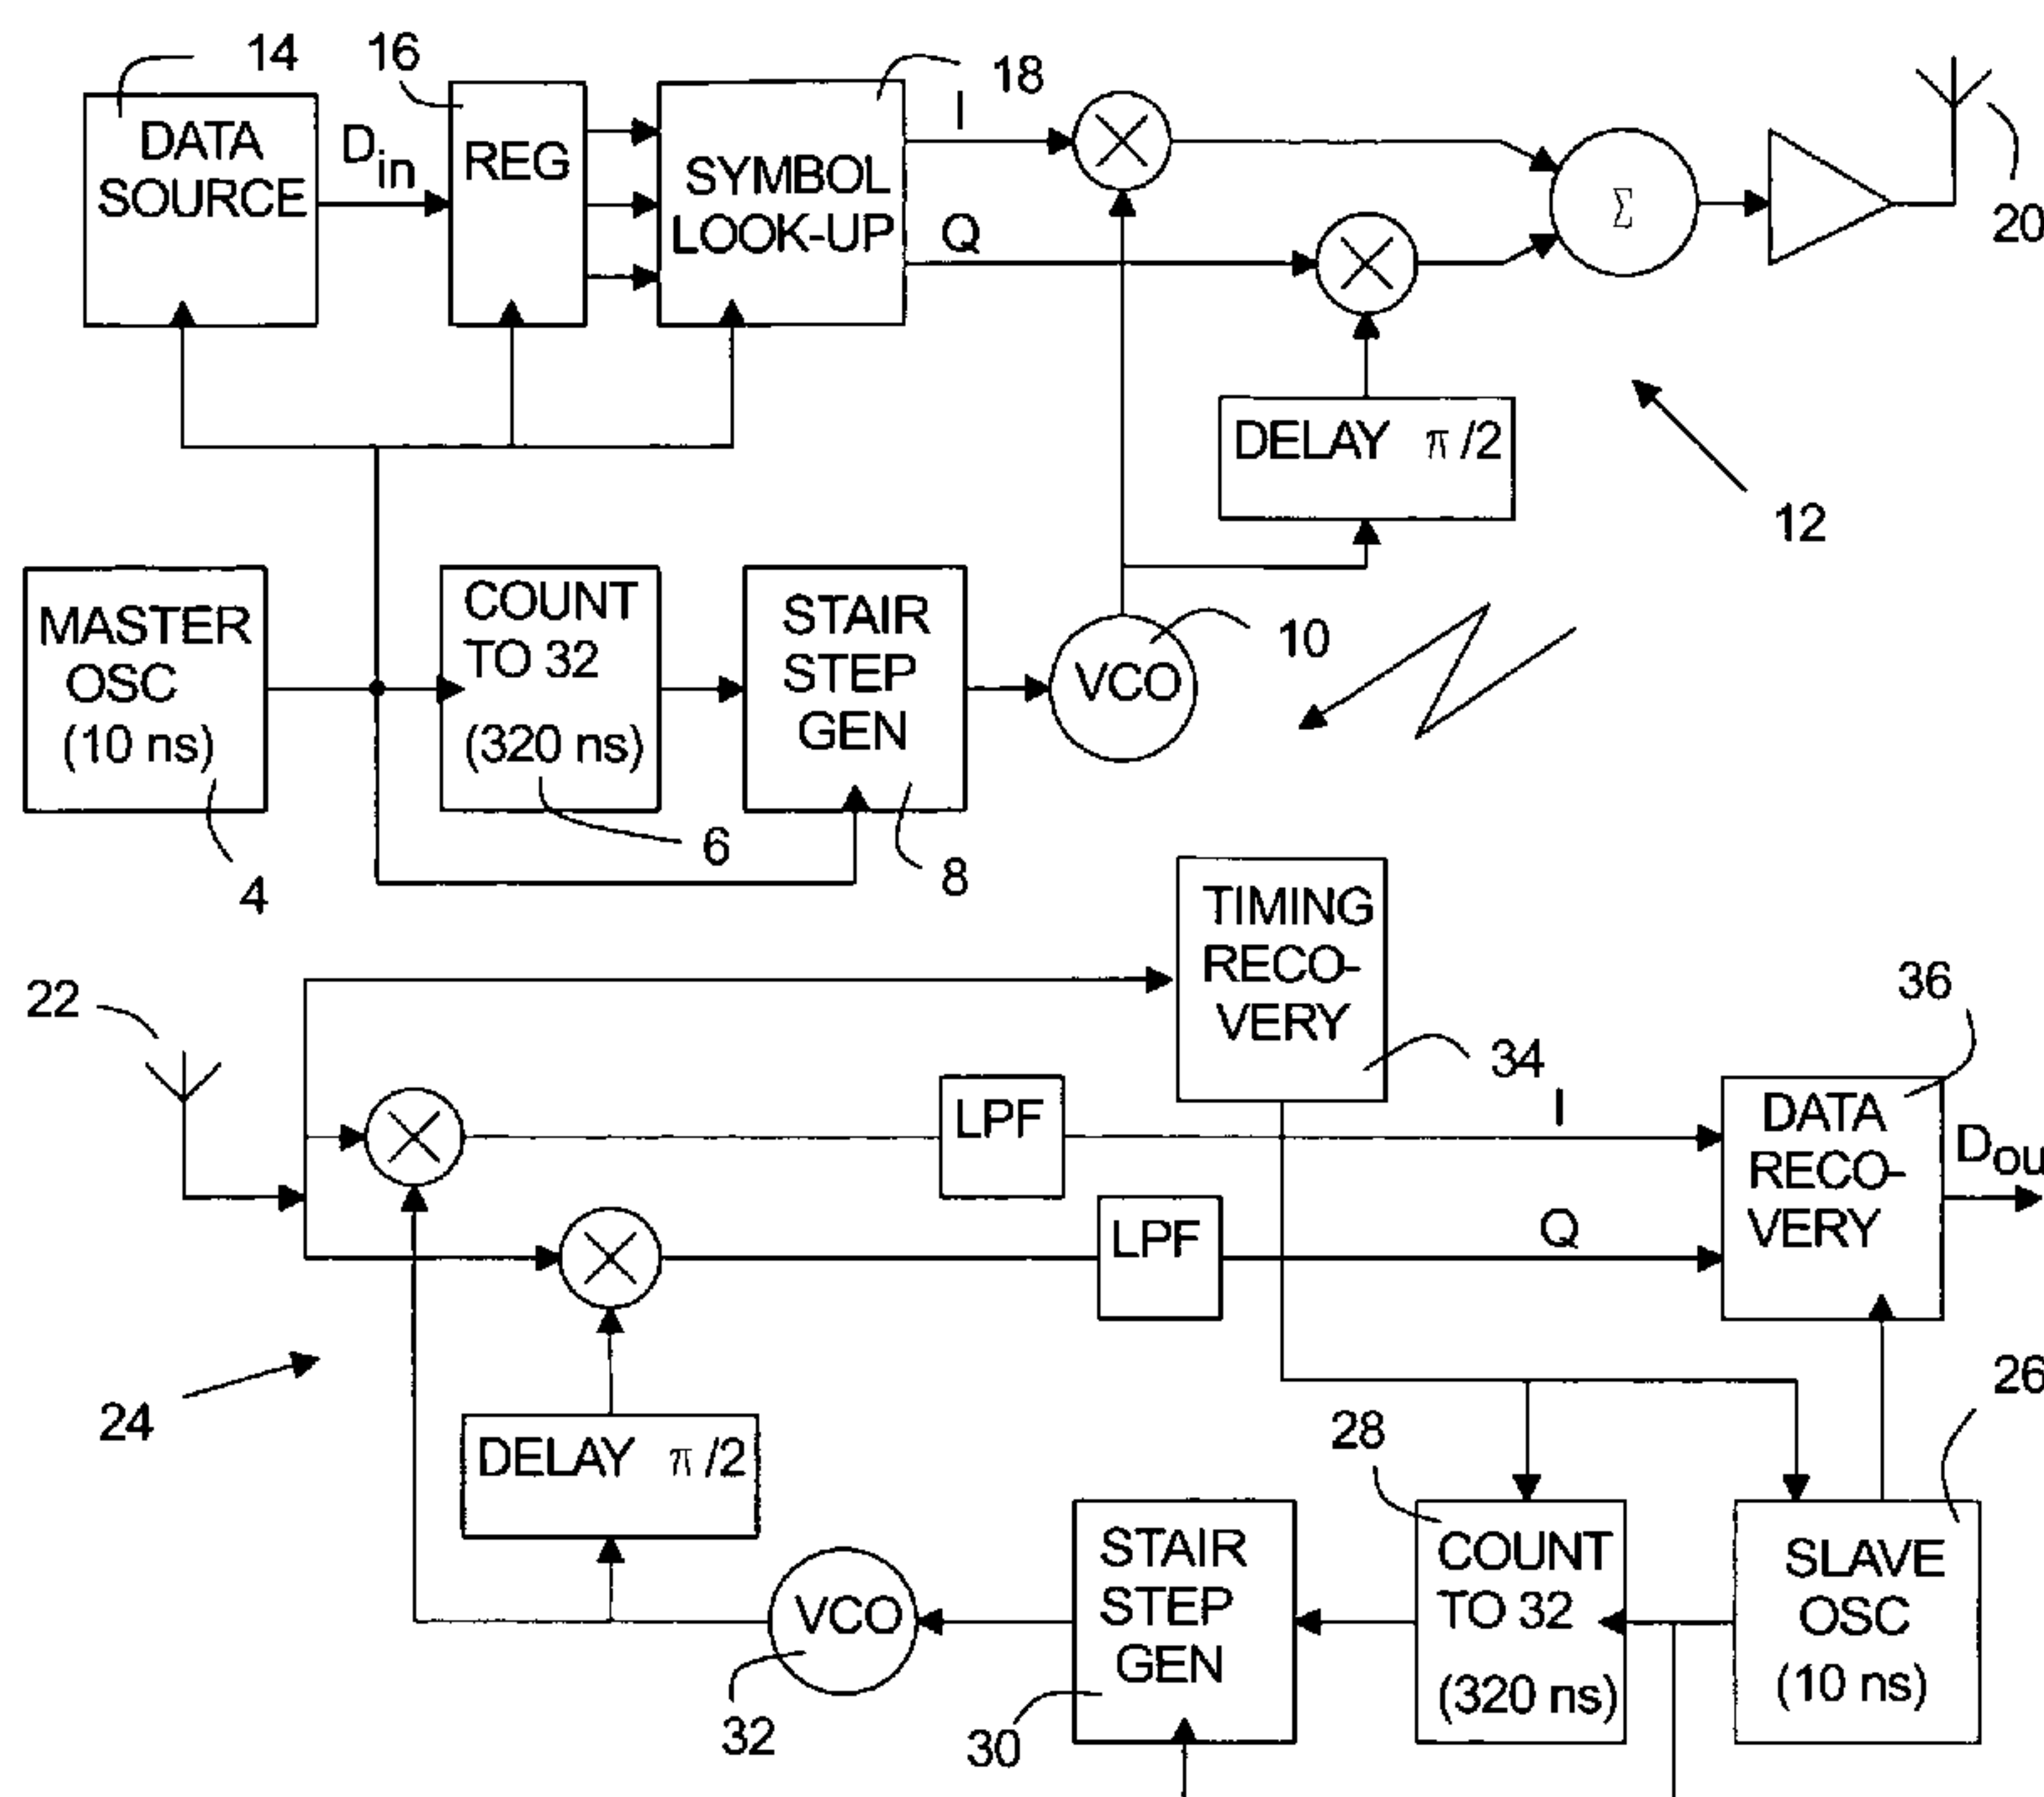 14
16
18
DATA
SOURCE
Din
REG
SYMBOL
LOOK-UP
I
Q
Σ
20
DELAY π/2
12
MASTER
OSC
(10 ns)
4
COUNT
TO 32
(320 ns)
6
STAIR
STEP
GEN
8
VCO
10
TIMING
RECO-
VERY
34
22
LPF
LPF
I
Q
36
DATA
RECO-
VERY
Dou
24
DELAY π/2
VCO
32
STAIR
STEP
GEN
30
28
COUNT
TO 32
(320 ns)
26
SLAVE
OSC
(10 ns)